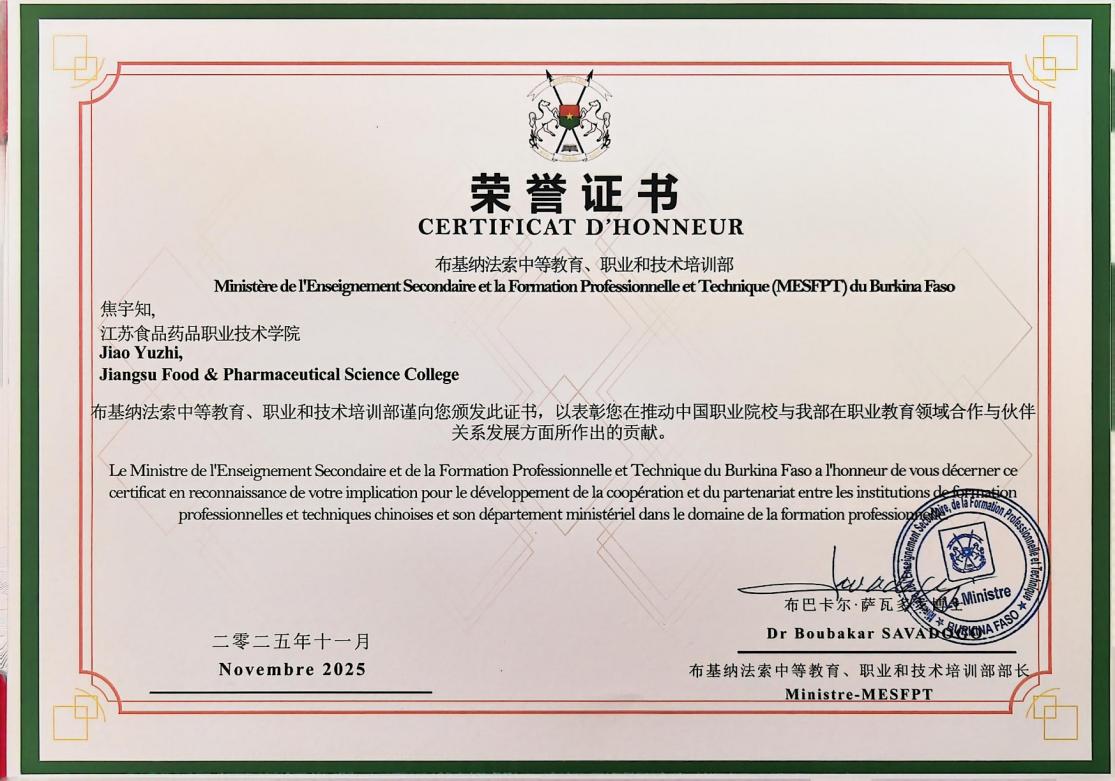 荣誉证书
CERTIFICAT D'HONNEUR
布基纳法索中等教育、职业和技术培训部
Ministère de l'Enseignement Secondaire et la Formation Professionnelle et Technique (MESFPT) du Burkina Faso
焦宇知,
江苏食品药品职业技术学院
Jiao Yuzhi,
Jiangsu Food & Pharmaceutical Science College
布基纳法索中等教育、职业和技术培训部谨向您颁发此证书，以表彰您在推动中国职业院校与我部在职业教育领域合作与伙伴
关系发展方面所作出的贡献。
Le Ministre de l'Enseignement Secondaire et de la Formation Professionnelle et Technique du Burkina Faso a l'honneur de vous décerner ce
certificat en reconnaissance de votre implication pour le développement de la coopération et du partenariat entre les institutions de formation
professionnelles et techniques chinoises et son département ministériel dans le domaine de la formation
de l'Enseignement Secondaire, de la Formation Professionnelle et Technique
Le Ministre
BURKINA FASO
布巴卡尔·萨瓦多
Dr Boubakar SAVADOGO
布基纳法索中等教育、职业和技术培训部部长
Ministre-MESFPT
二零二五年十一月
Novembre 2025